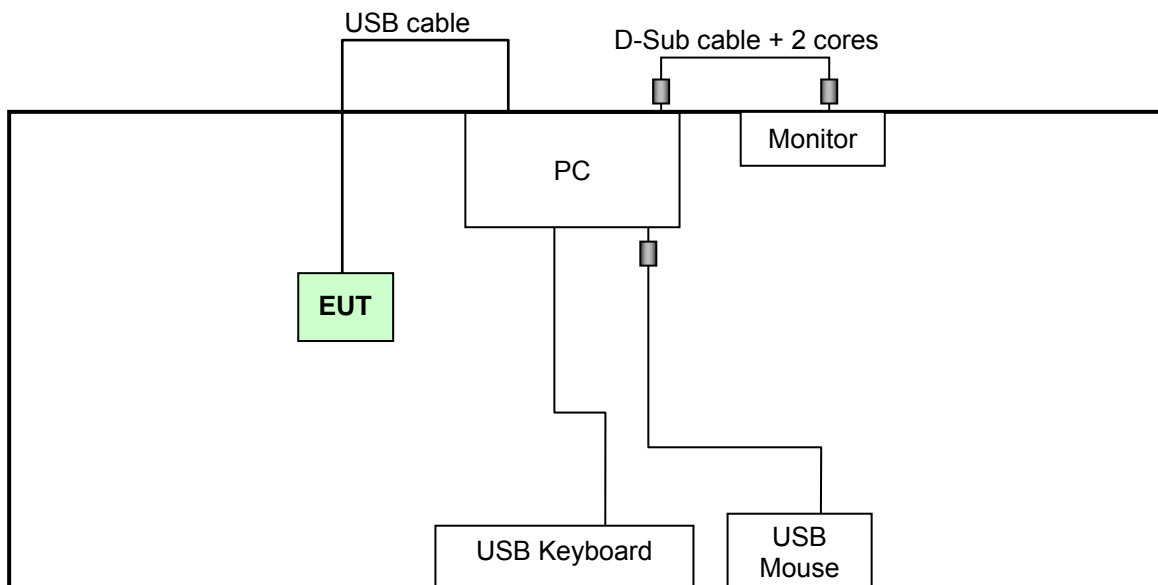 USB cable
D-Sub cable + 2 cores
Monitor
PC
EUT
USB Keyboard
USB
Mouse